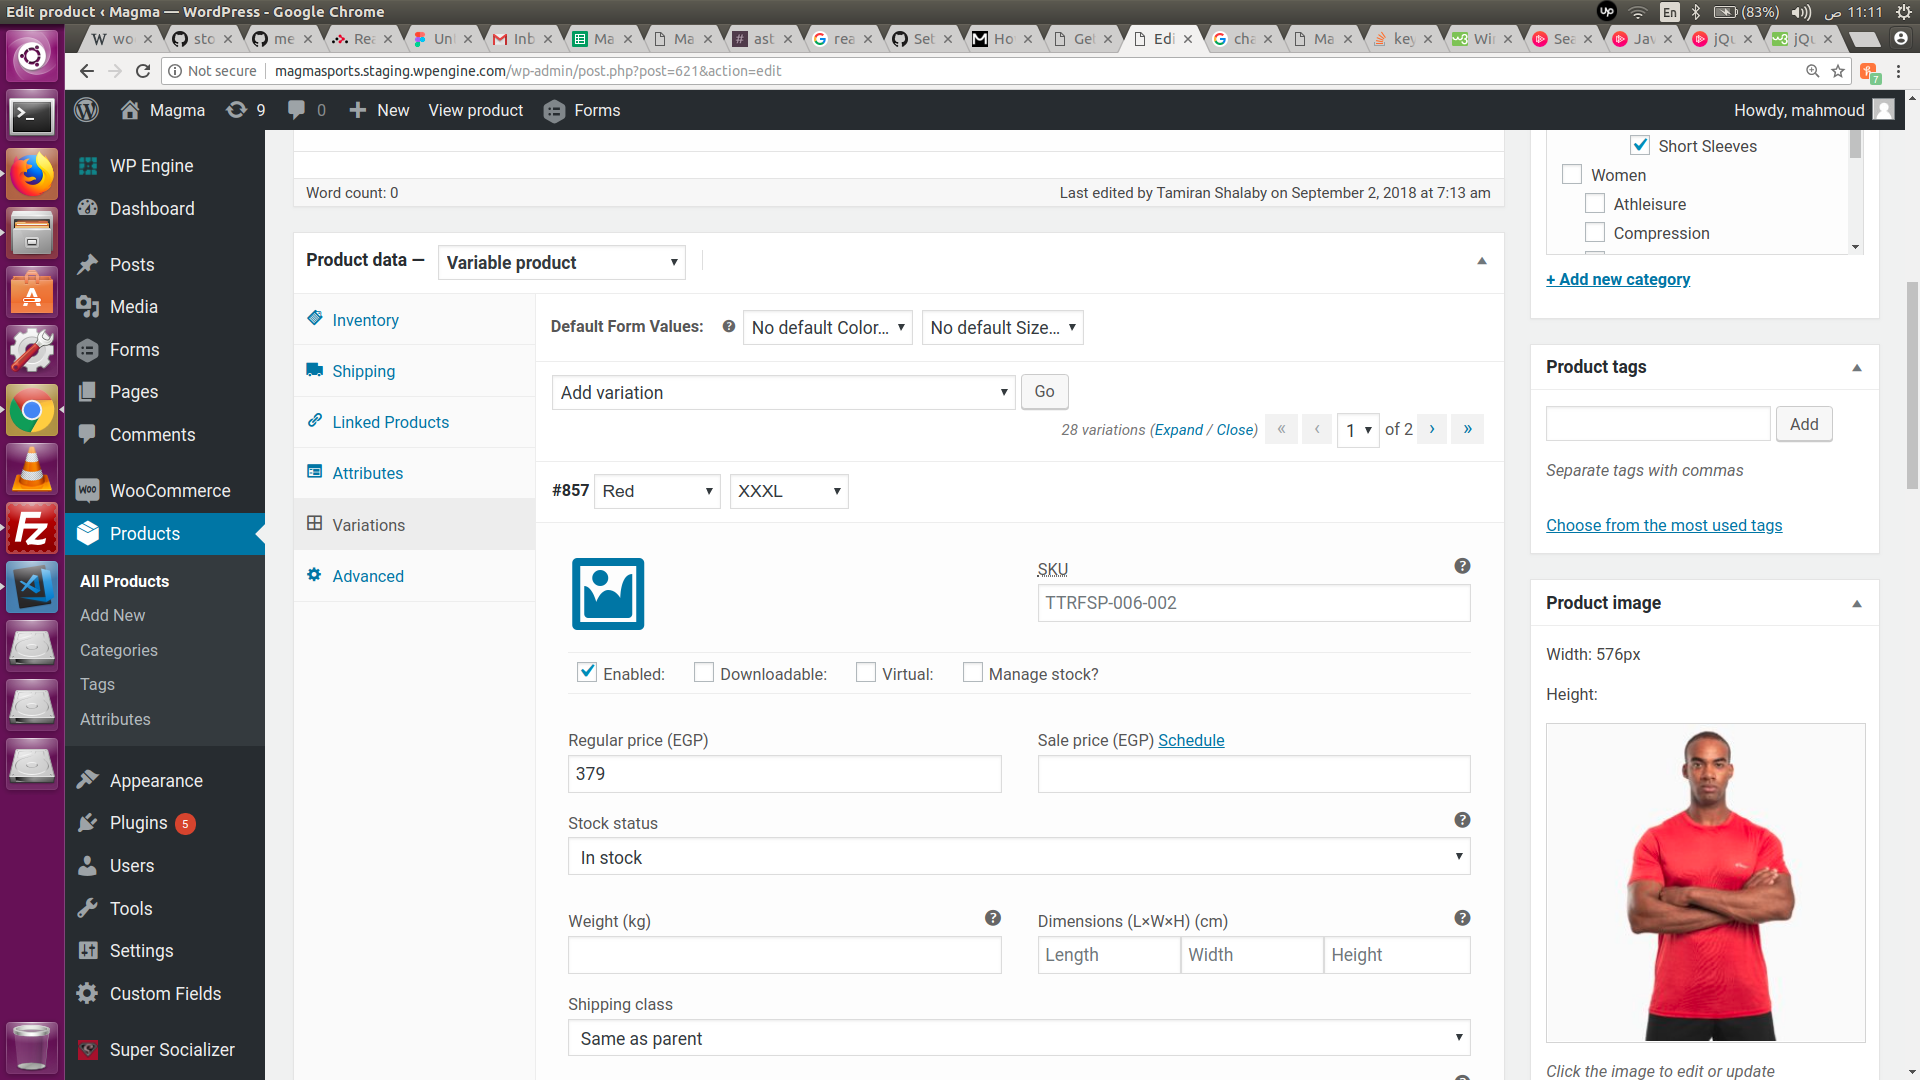 Edit product ‹ Magma — WordPress - Google Chrome
Up En (83%) 11:11 ص
wo sto me Rea Unt Inb Ma Ma ast rea Set Ho Get Edi cha Ma key Wir Sea Jav jQu jQu
Not secure | magmasports.staging.wpengine.com/wp-admin/post.php?post=621&action=edit
7
Magma 9 0 New View product Forms Howdy, mahmoud
WP Engine
Dashboard
Posts
Media
Forms
Pages
Comments
WooCommerce
Products
All Products
Add New
Categories
Tags
Attributes
Appearance
Plugins 5
Users
Tools
Settings
Custom Fields
Super Socializer
Word count: 0 Last edited by Tamiran Shalaby on September 2, 2018 at 7:13 am
Product data — Variable product
Inventory
Shipping
Linked Products
Attributes
Variations
Advanced
Default Form Values: No default Color... No default Size...
Add variation Go
28 variations (Expand / Close) « ‹ 1 of 2 › »
#857 Red XXXL
SKU
TTRFSP-006-002
Enabled: Downloadable: Virtual: Manage stock?
Regular price (EGP) Sale price (EGP) Schedule
379
Stock status
In stock
Weight (kg) Dimensions (L×W×H) (cm)
Length Width Height
Shipping class
Same as parent
Short Sleeves
Women
Athleisure
Compression
+ Add new category
Product tags
Add
Separate tags with commas
Choose from the most used tags
Product image
Width: 576px
Height:
Click the image to edit or update